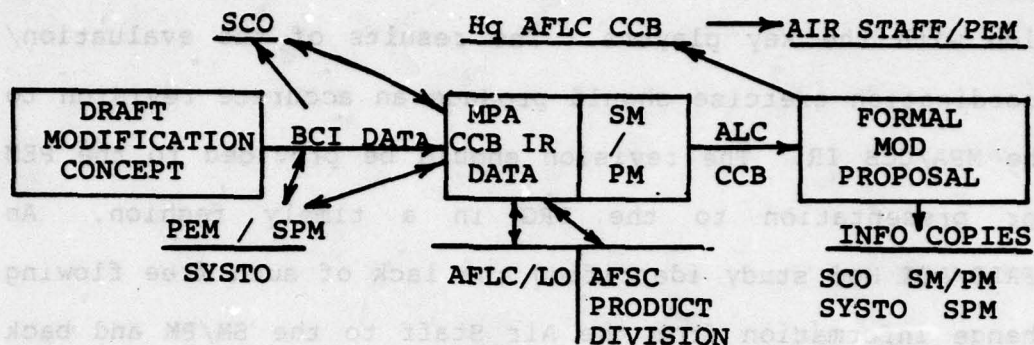 SCO
Hq AFLC CCB
AIR STAFF/PEM
DRAFT
MODIFICATION
CONCEPT
BCI DATA
MPA
CCB IR
DATA
SM
/
PM
ALC
CCB
FORMAL
MOD
PROPOSAL
PEM / SPM
SYSTO
AFLC/LO
AFSC
PRODUCT
DIVISION
INFO COPIES
SCO SM/PM
SYSTO SPM